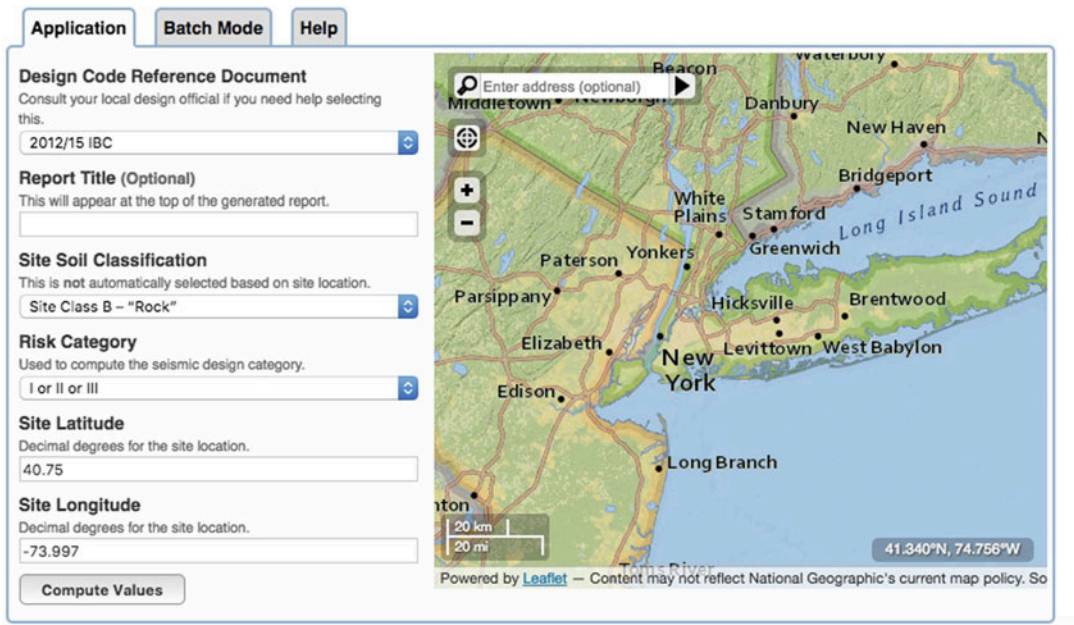 Application
Batch Mode
Help
Design Code Reference Document
Consult your local design official if you need help selecting
this.
2012/15 IBC
Report Title (Optional)
This will appear at the top of the generated report.
Site Soil Classification
This is not automatically selected based on site location.
Site Class B – “Rock”
Risk Category
Used to compute the seismic design category.
I or II or III
Site Latitude
Decimal degrees for the site location.
40.75
Site Longitude
Decimal degrees for the site location.
-73.997
Compute Values
Enter address (optional)
+
−
Beacon
Waterbury
Middletown
Newburgh
Danbury
New Haven
N
Bridgeport
White
Plains
Stamford
Long Island Sound
Greenwich
Yonkers
Paterson
Parsippany
Hicksville
Brentwood
Elizabeth
Levittown
West Babylon
New
York
Edison
Long Branch
nton
20 km
20 mi
41.340°N, 74.756°W
Toms River
Powered by Leaflet — Content may not reflect National Geographic's current map policy. So